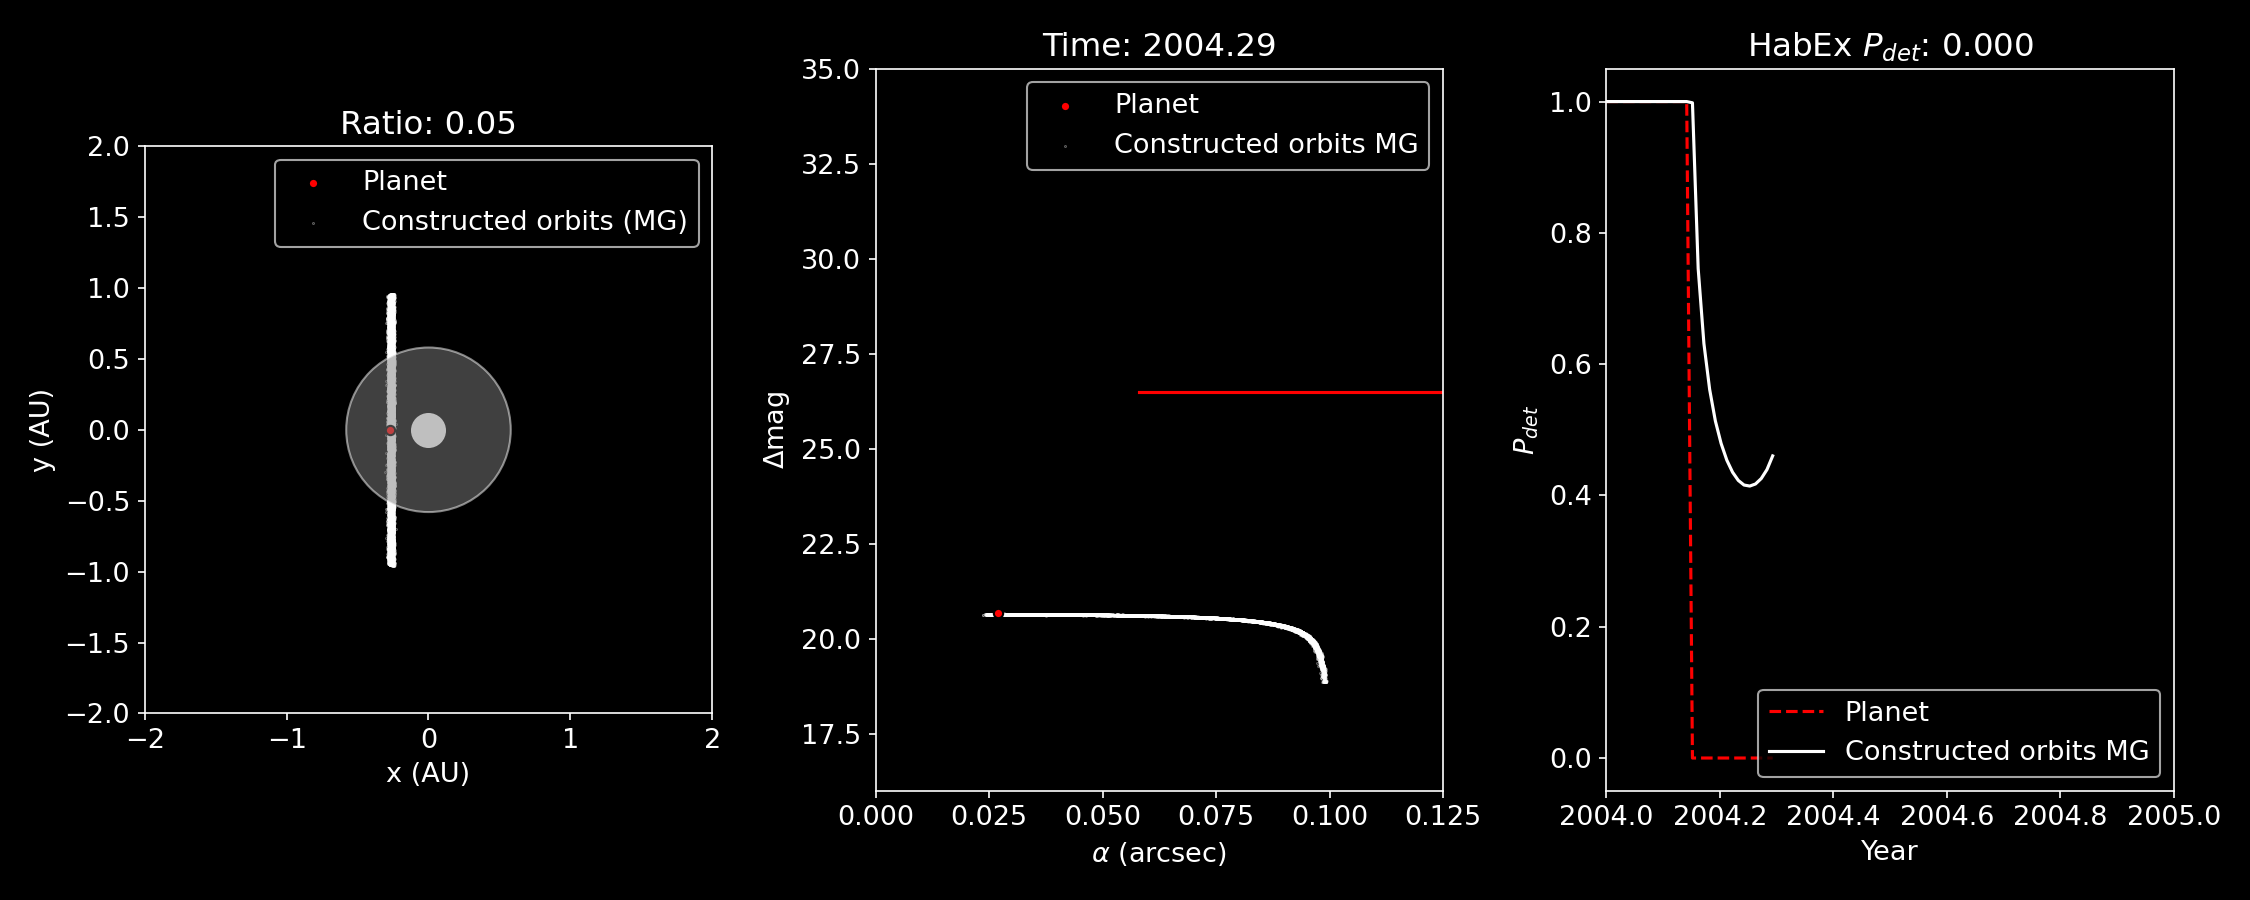 Ratio: 0.05
Planet
Constructed orbits (MG)
2.0
1.5
1.0
0.5
0.0
−0.5
−1.0
−1.5
−2.0
y (AU)
−2 −1 0 1 2
x (AU)
Time: 2004.29
Planet
Constructed orbits MG
35.0
32.5
30.0
27.5
25.0
22.5
20.0
17.5
Δmag
0.000 0.025 0.050 0.075 0.100 0.125
α (arcsec)
HabEx P_det: 0.000
1.0
0.8
0.6
0.4
0.2
0.0
P_det
Planet
Constructed orbits MG
2004.0 2004.2 2004.4 2004.6 2004.8 2005.0
Year